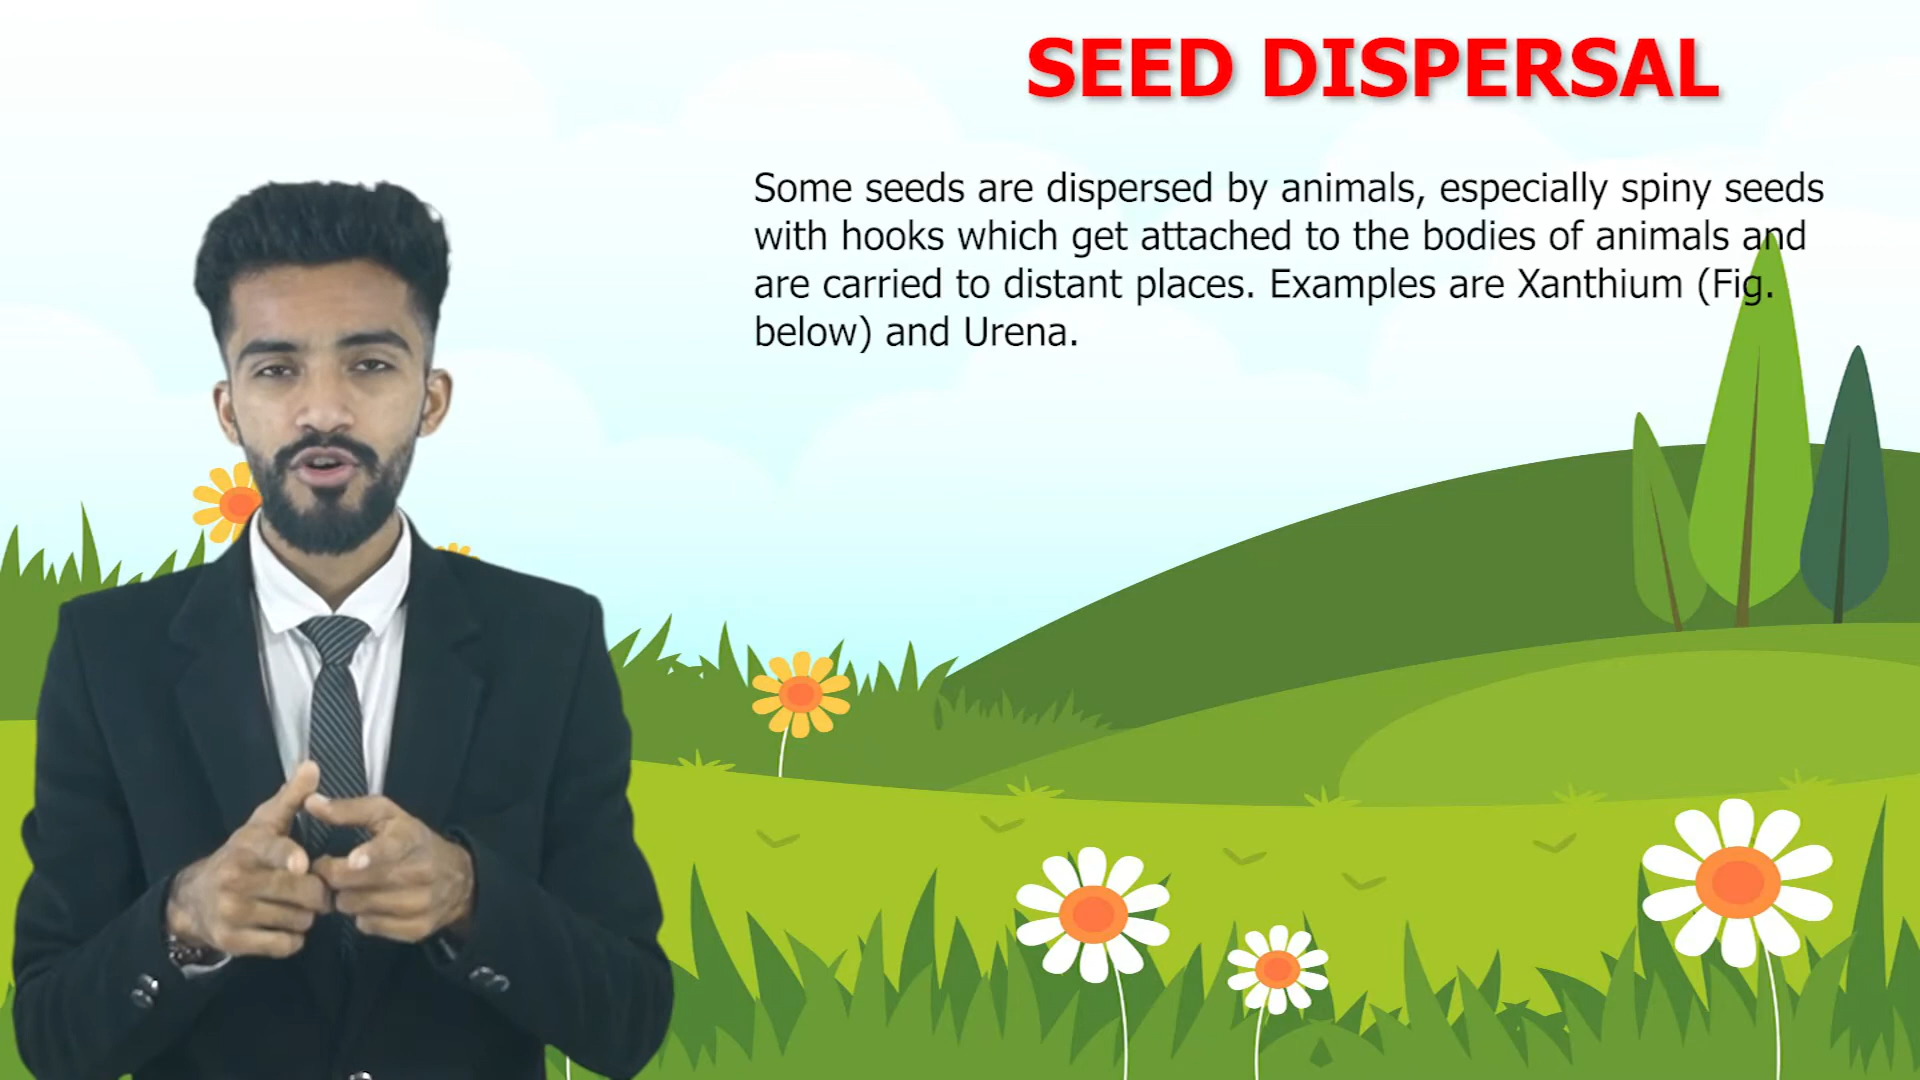 SEED DISPERSAL
Some seeds are dispersed by animals, especially spiny seeds
with hooks which get attached to the bodies of animals and
are carried to distant places. Examples are Xanthium (Fig.
below) and Urena.